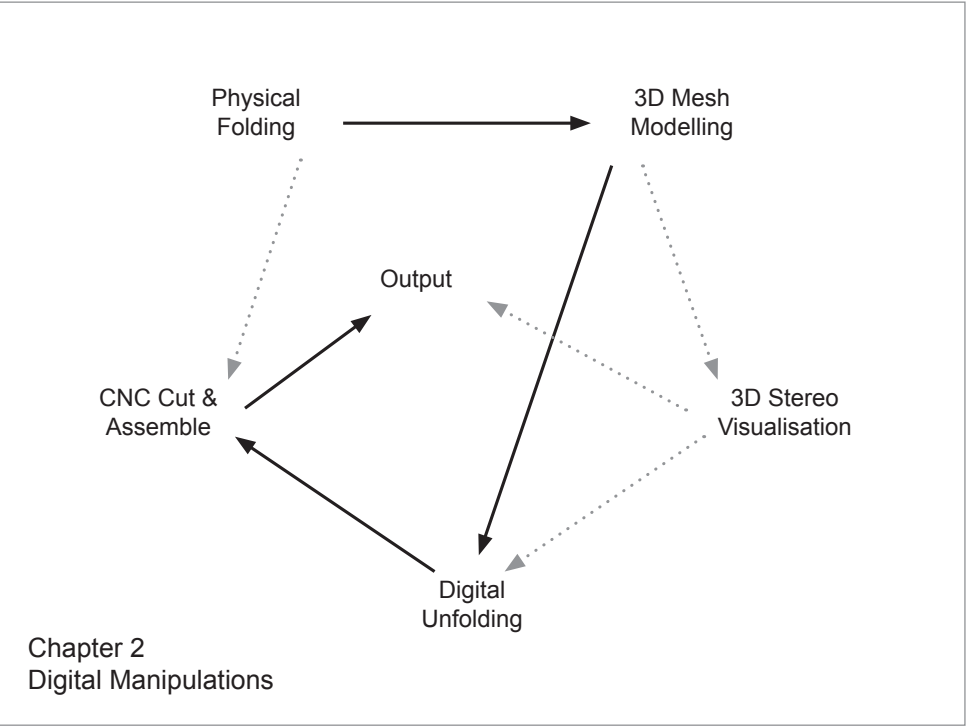 Physical
Folding
3D Mesh
Modelling
Output
CNC Cut &
Assemble
3D Stereo
Visualisation
Digital
Unfolding
Chapter 2
Digital Manipulations